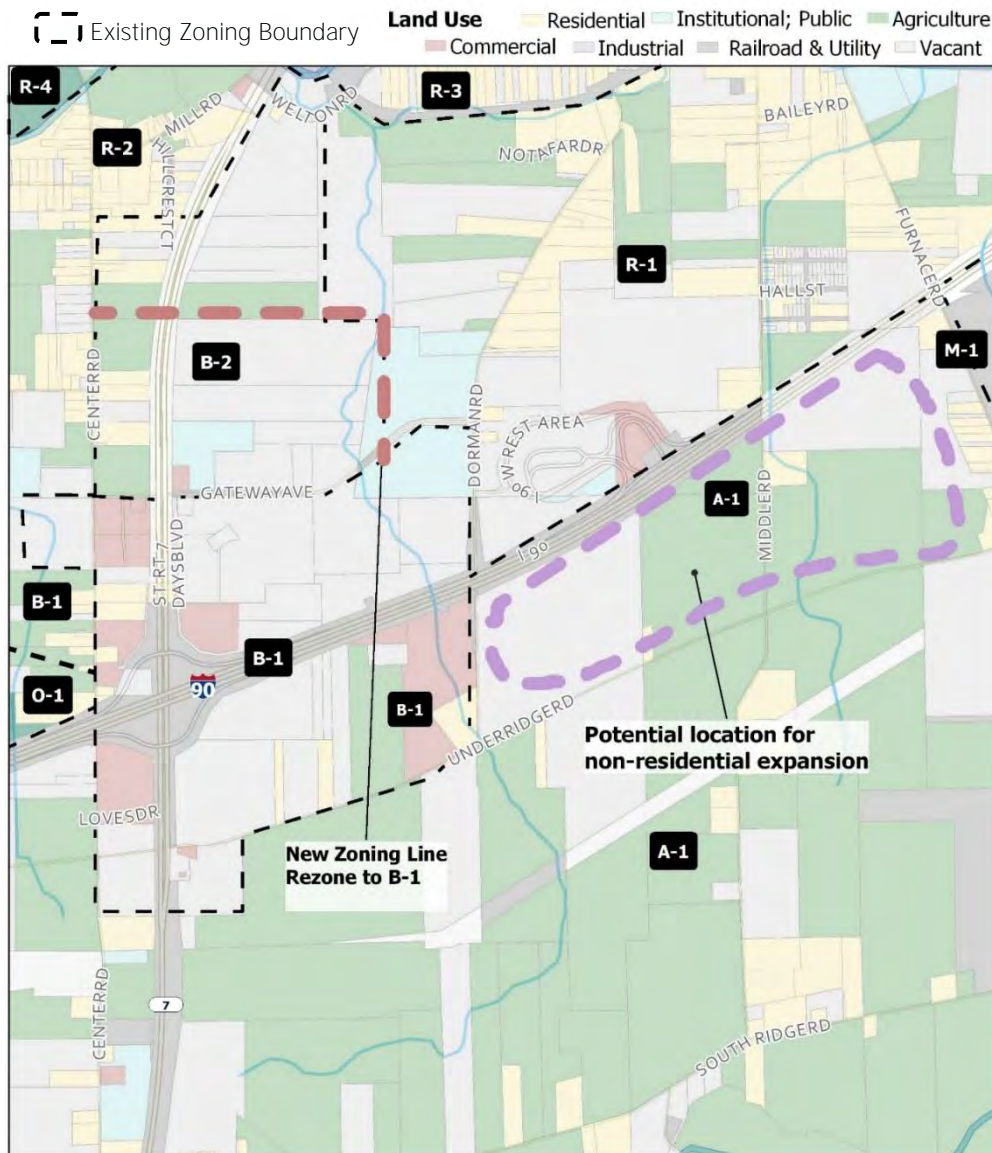 Existing Zoning Boundary
Land Use
Residential
Institutional; Public
Agriculture
Commercial
Industrial
Railroad & Utility
Vacant
R-4
R-3
WELTONRD
MILLRD
BAILEYRD
R-2
HILLCRESTCT
NOTAFARDR
FURNACERD
R-1
HALLST
B-2
M-1
CENTERRD
DORMANRD
I 90 W REST AREA
GATEWAYAVE
A-1
MIDDLERD
I 90
ST RT 7
DAYSBLVD
B-1
B-1
90
O-1
B-1
UNDERRIDGERD
Potential location for
non-residential expansion
LOVESDR
New Zoning Line
Rezone to B-1
A-1
7
CENTERRD
SOUTH RIDGERD